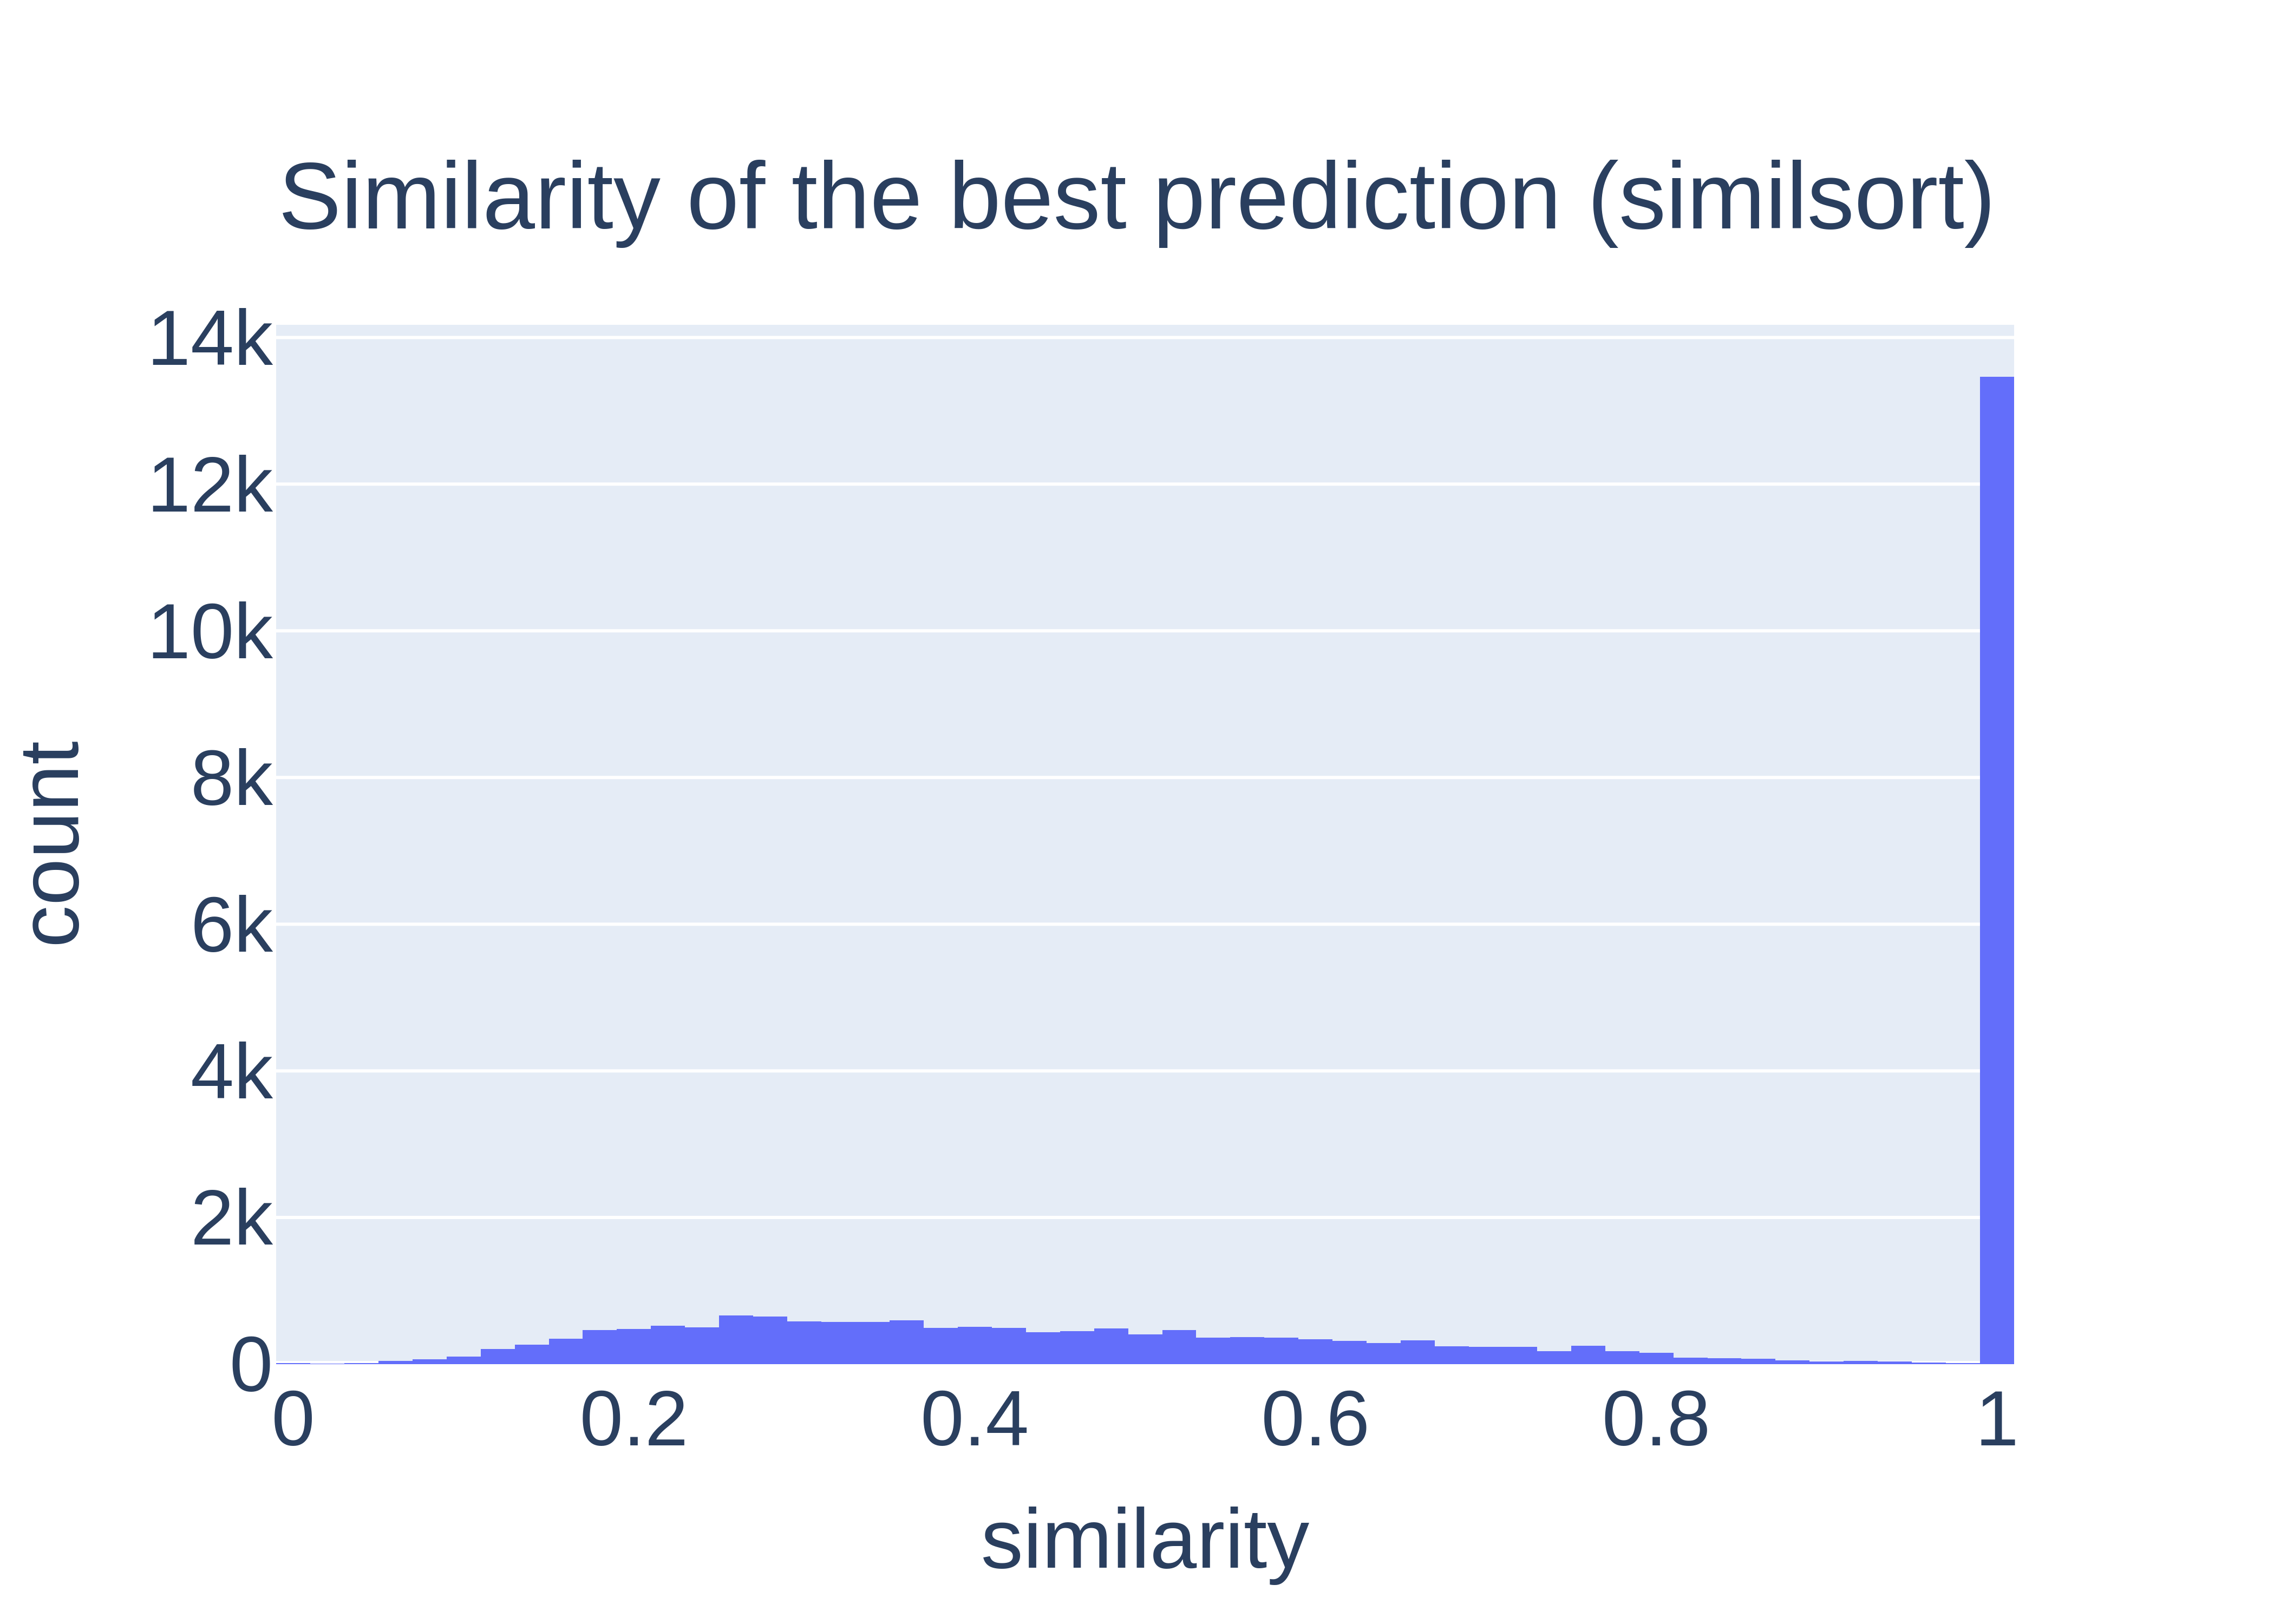 Similarity of the best prediction (similsort)
14k
12k
10k
8k
6k
4k
2k
0
count
0 0.2 0.4 0.6 0.8 1
similarity